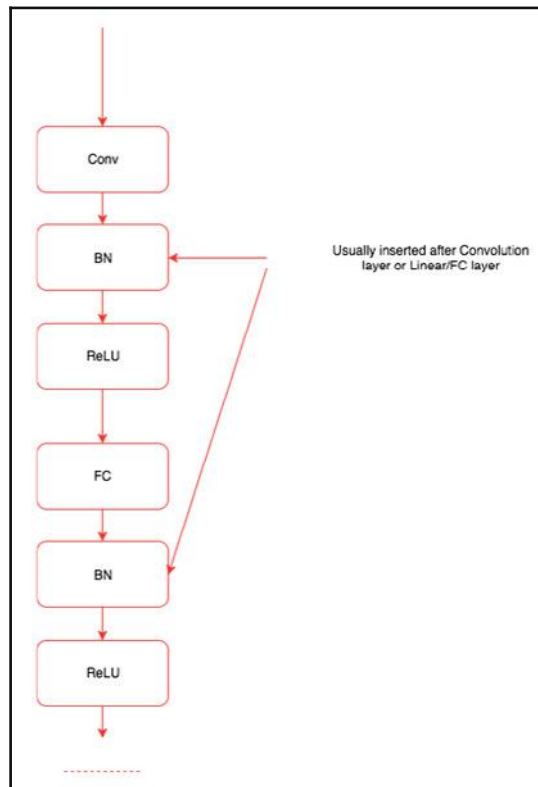 Conv
BN
Usually inserted after Convolution
layer or Linear/FC layer
ReLU
FC
BN
ReLU